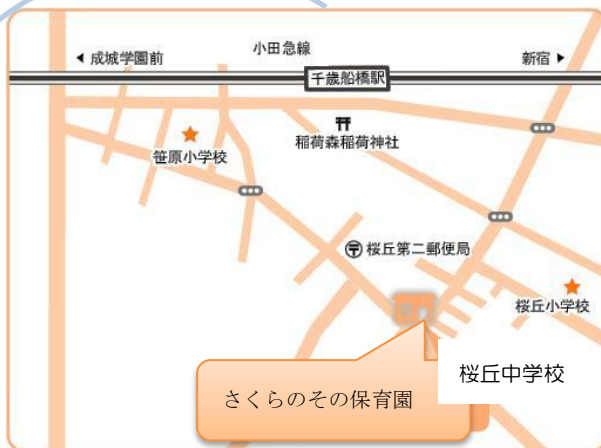 小田急線
◀ 成城学園前
新宿 ▶
千歳船橋駅
稲荷森稲荷神社
笹原小学校
〒 桜丘第二郵便局
桜丘小学校
桜丘中学校
さくらのその保育園